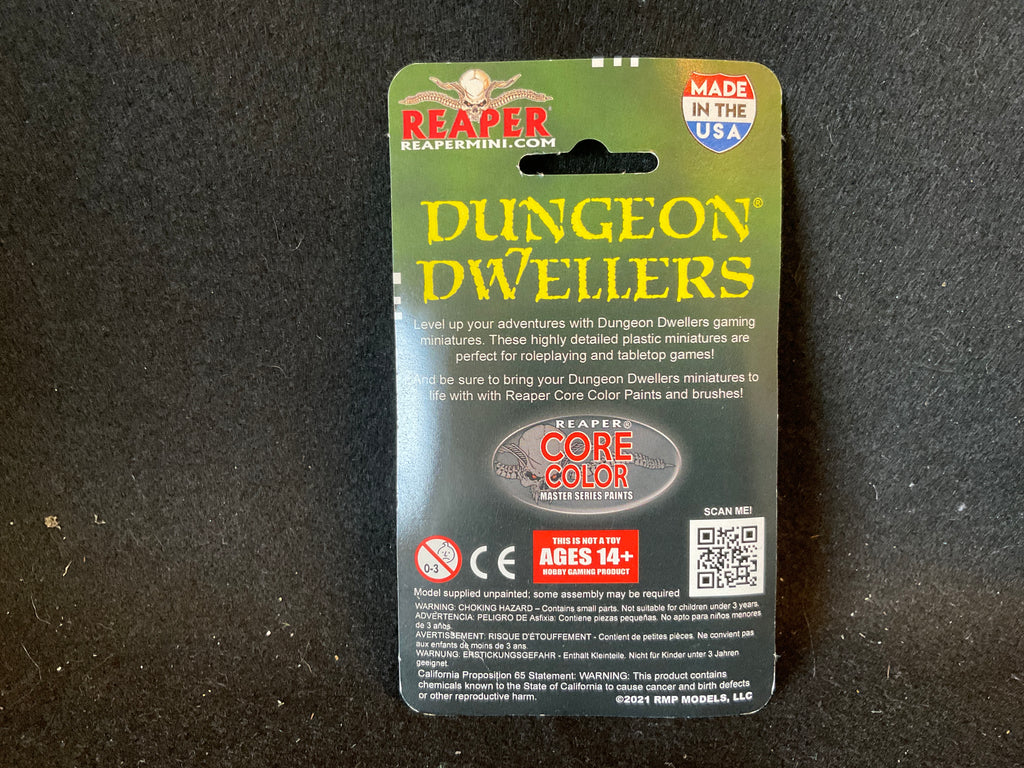 REAPER
REAPERMINI.COM
MADE
IN THE
USA
DUNGEON®
DWELLERS
Level up your adventures with Dungeon Dwellers gaming
miniatures. These highly detailed plastic miniatures are
perfect for roleplaying and tabletop games!
And be sure to bring your Dungeon Dwellers miniatures to
life with with Reaper Core Color Paints and brushes!
REAPER®
CORE
COLOR
MASTER SERIES PAINTS
SCAN ME!
0-3
CE
THIS IS NOT A TOY
AGES 14+
HOBBY GAMING PRODUCT
Model supplied unpainted; some assembly may be required
WARNING: CHOKING HAZARD – Contains small parts. Not suitable for children under 3 years.
ADVERTENCIA: PELIGRO DE Asfixia: Contiene piezas pequeñas. No apto para niños menores
de 3 años.
AVERTISSEMENT: RISQUE D'ÉTOUFFEMENT - Contient de petites pièces. Ne convient pas
aux enfants de moins de 3 ans.
WARNUNG: ERSTICKUNGSGEFAHR - Enthält Kleinteile. Nicht für Kinder unter 3 Jahren
geeignet.
California Proposition 65 Statement: WARNING: This product contains
chemicals known to the State of California to cause cancer and birth defects
or other reproductive harm.
©2021 RMP MODELS, LLC